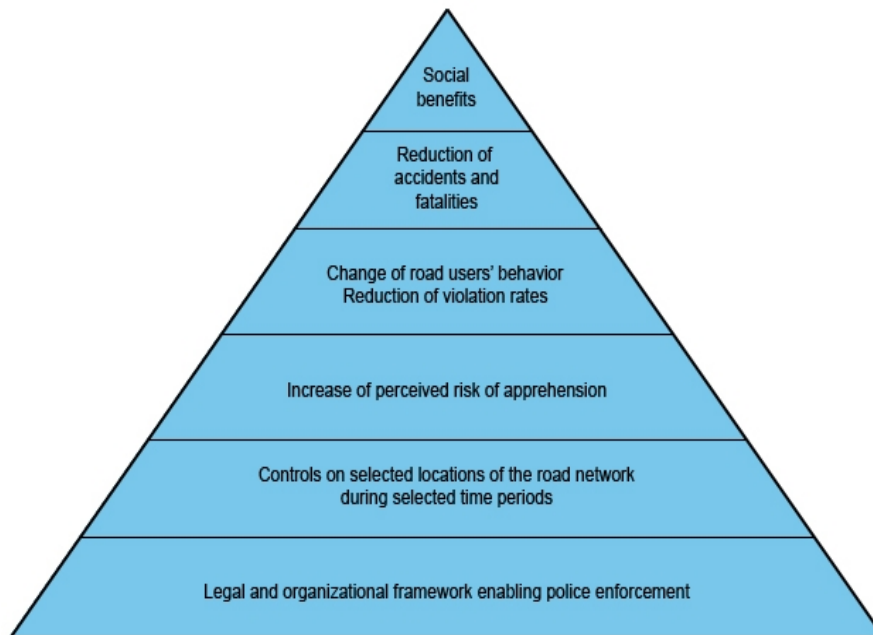 Social
benefits
Reduction of
accidents and
fatalities
Change of road users' behavior
Reduction of violation rates
Increase of perceived risk of apprehension
Controls on selected locations of the road network
during selected time periods
Legal and organizational framework enabling police enforcement